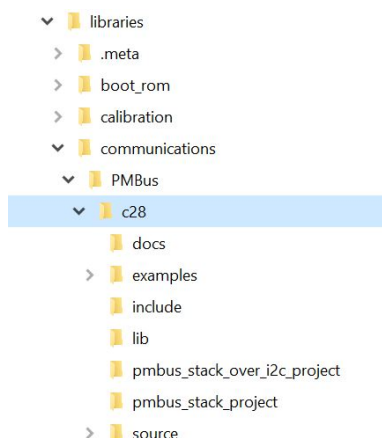 libraries
.meta
boot_rom
calibration
communications
PMBus
c28
docs
examples
include
lib
pmbus_stack_over_i2c_project
pmbus_stack_project
source